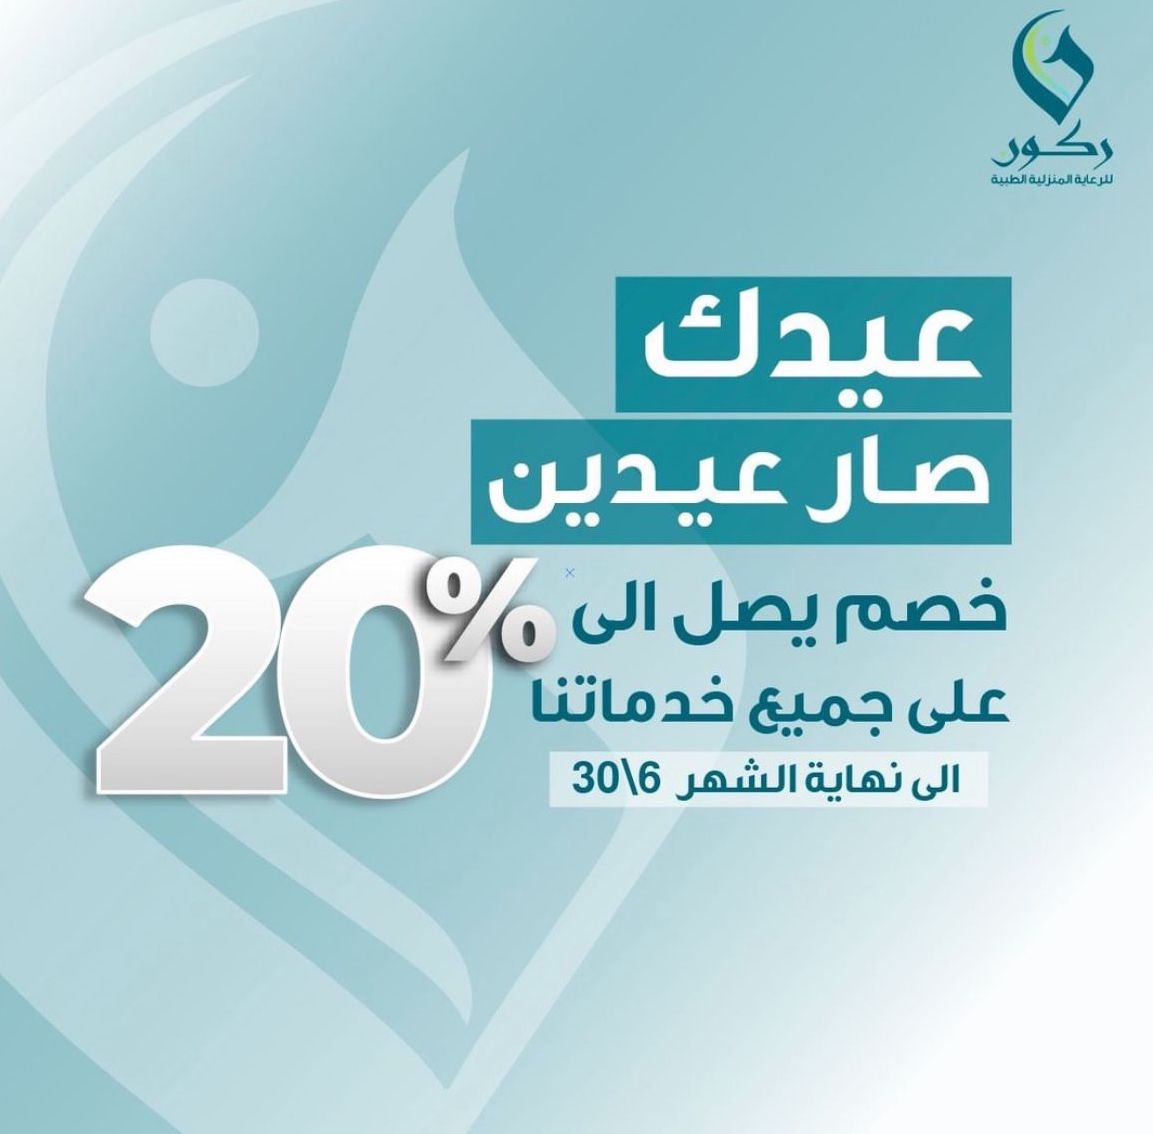 ركون
للرعاية المنزلية الطبية
عيدك
صار عيدين
خصم يصل الى 20%
على جميع خدماتنا
الى نهاية الشهر 6\30